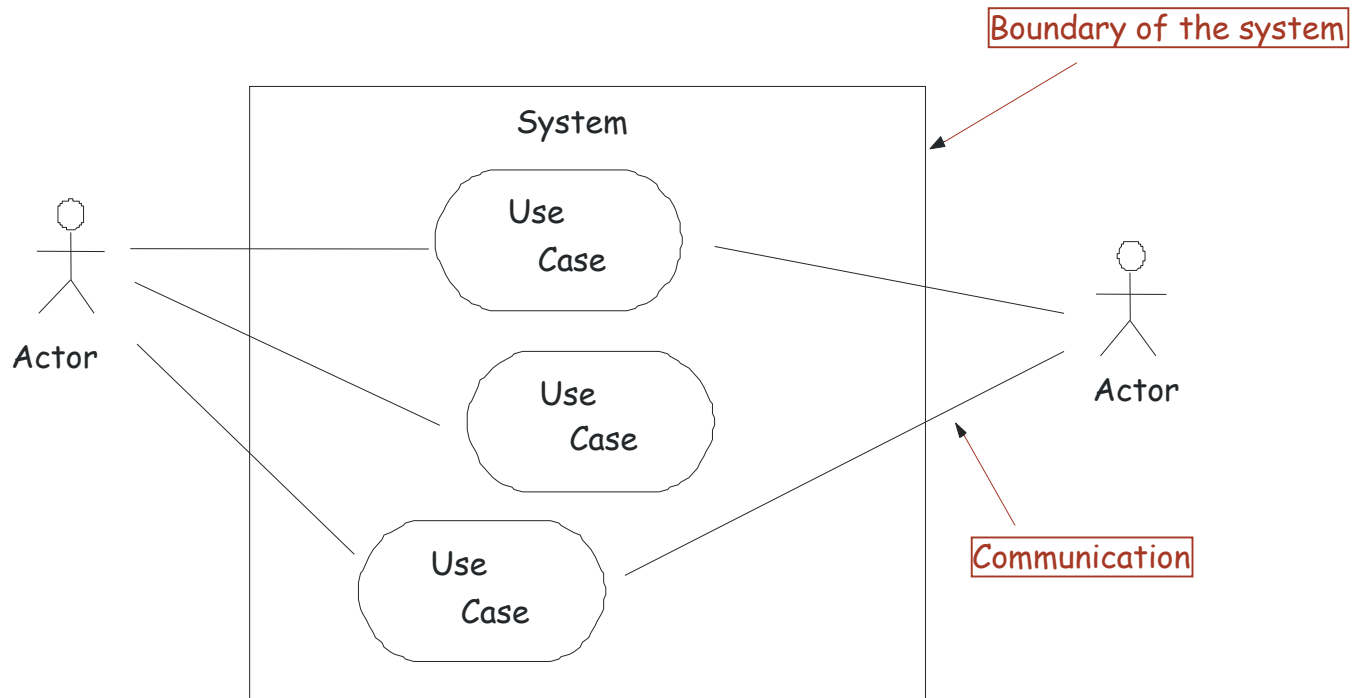 Boundary of the system
System
Use
Case
Actor
Actor
Use
Case
Communication
Use
Case